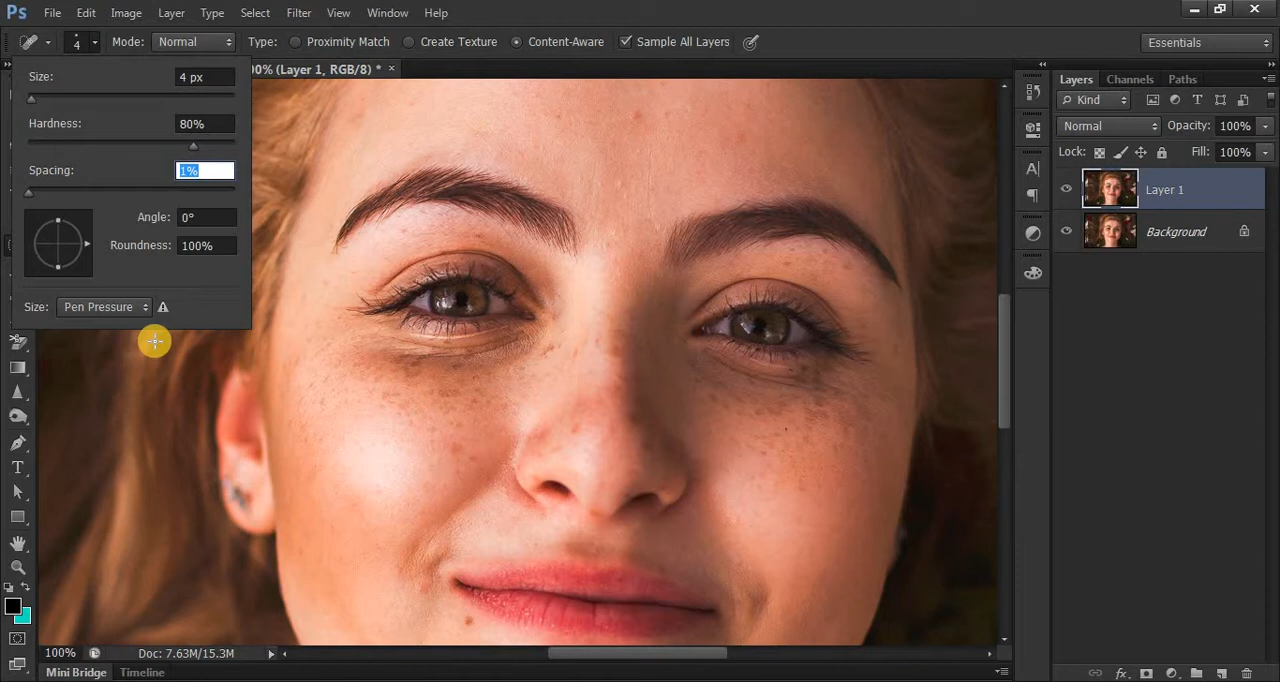 Ps File Edit Image Layer Type Select Filter View Window Help
4 Mode: Normal Type: Proximity Match Create Texture Content-Aware Sample All Layers Essentials
Size: 4 px
00% (Layer 1, RGB/8) * ×
Layers Channels Paths
Kind
Hardness: 80%
Normal Opacity: 100%
Lock: Fill: 100%
Spacing: 1%
Layer 1
Angle: 0°
Background
Roundness: 100%
Size: Pen Pressure
100% Doc: 7.63M/15.3M
Mini Bridge Timeline